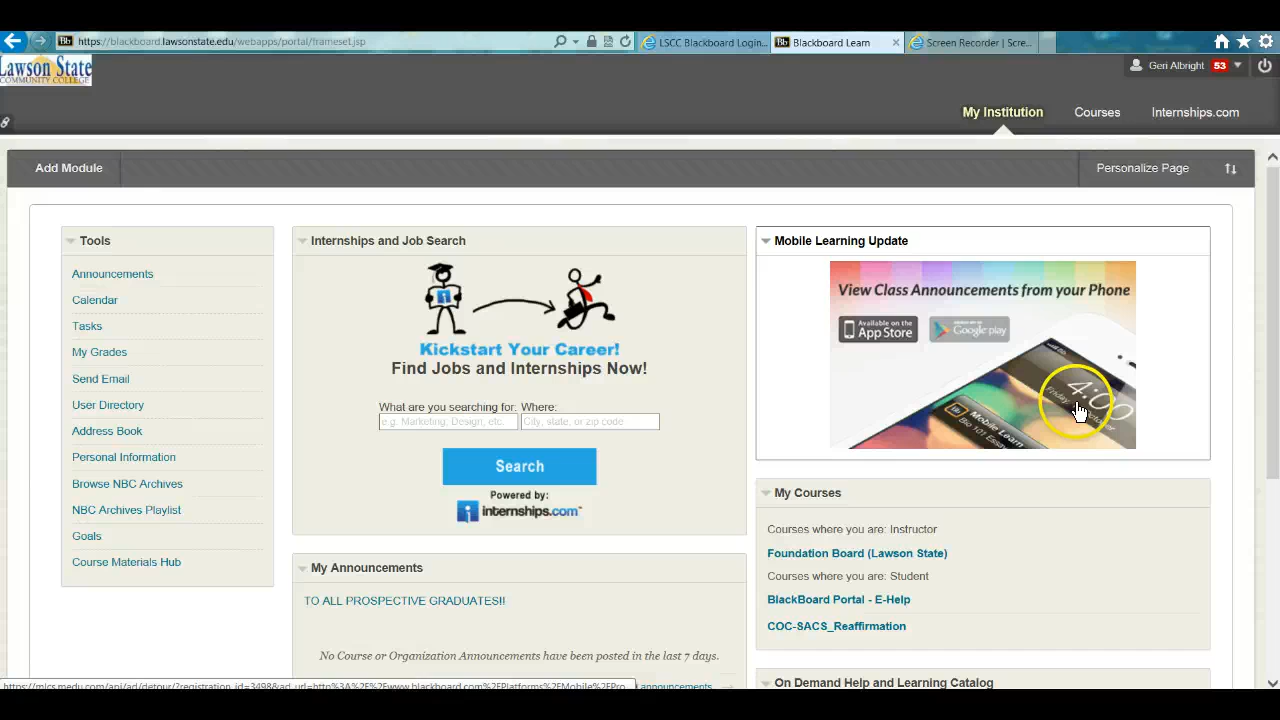 https://blackboard.lawsonstate.edu/webapps/portal/frameset.jsp
LSCC Blackboard Login...
Blackboard Learn
Screen Recorder | Scre...
Lawson State
COMMUNITY COLLEGE
Geri Albright 53
My Institution
Courses
Internships.com
Add Module
Personalize Page
Tools
Announcements
Calendar
Tasks
My Grades
Send Email
User Directory
Address Book
Personal Information
Browse NBC Archives
NBC Archives Playlist
Goals
Course Materials Hub
Internships and Job Search
Kickstart Your Career!
Find Jobs and Internships Now!
What are you searching for: Where:
e.g. Marketing, Design, etc. City, state, or zip code
Search
Powered by:
internships.com
My Announcements
TO ALL PROSPECTIVE GRADUATES!!
No Course or Organization Announcements have been posted in the last 7 days.
announcements
Mobile Learning Update
View Class Announcements from your Phone
Available on the
App Store
Google play
4:00
Mobile Learn
My Courses
Courses where you are: Instructor
Foundation Board (Lawson State)
Courses where you are: Student
BlackBoard Portal - E-Help
COC-SACS_Reaffirmation
On Demand Help and Learning Catalog